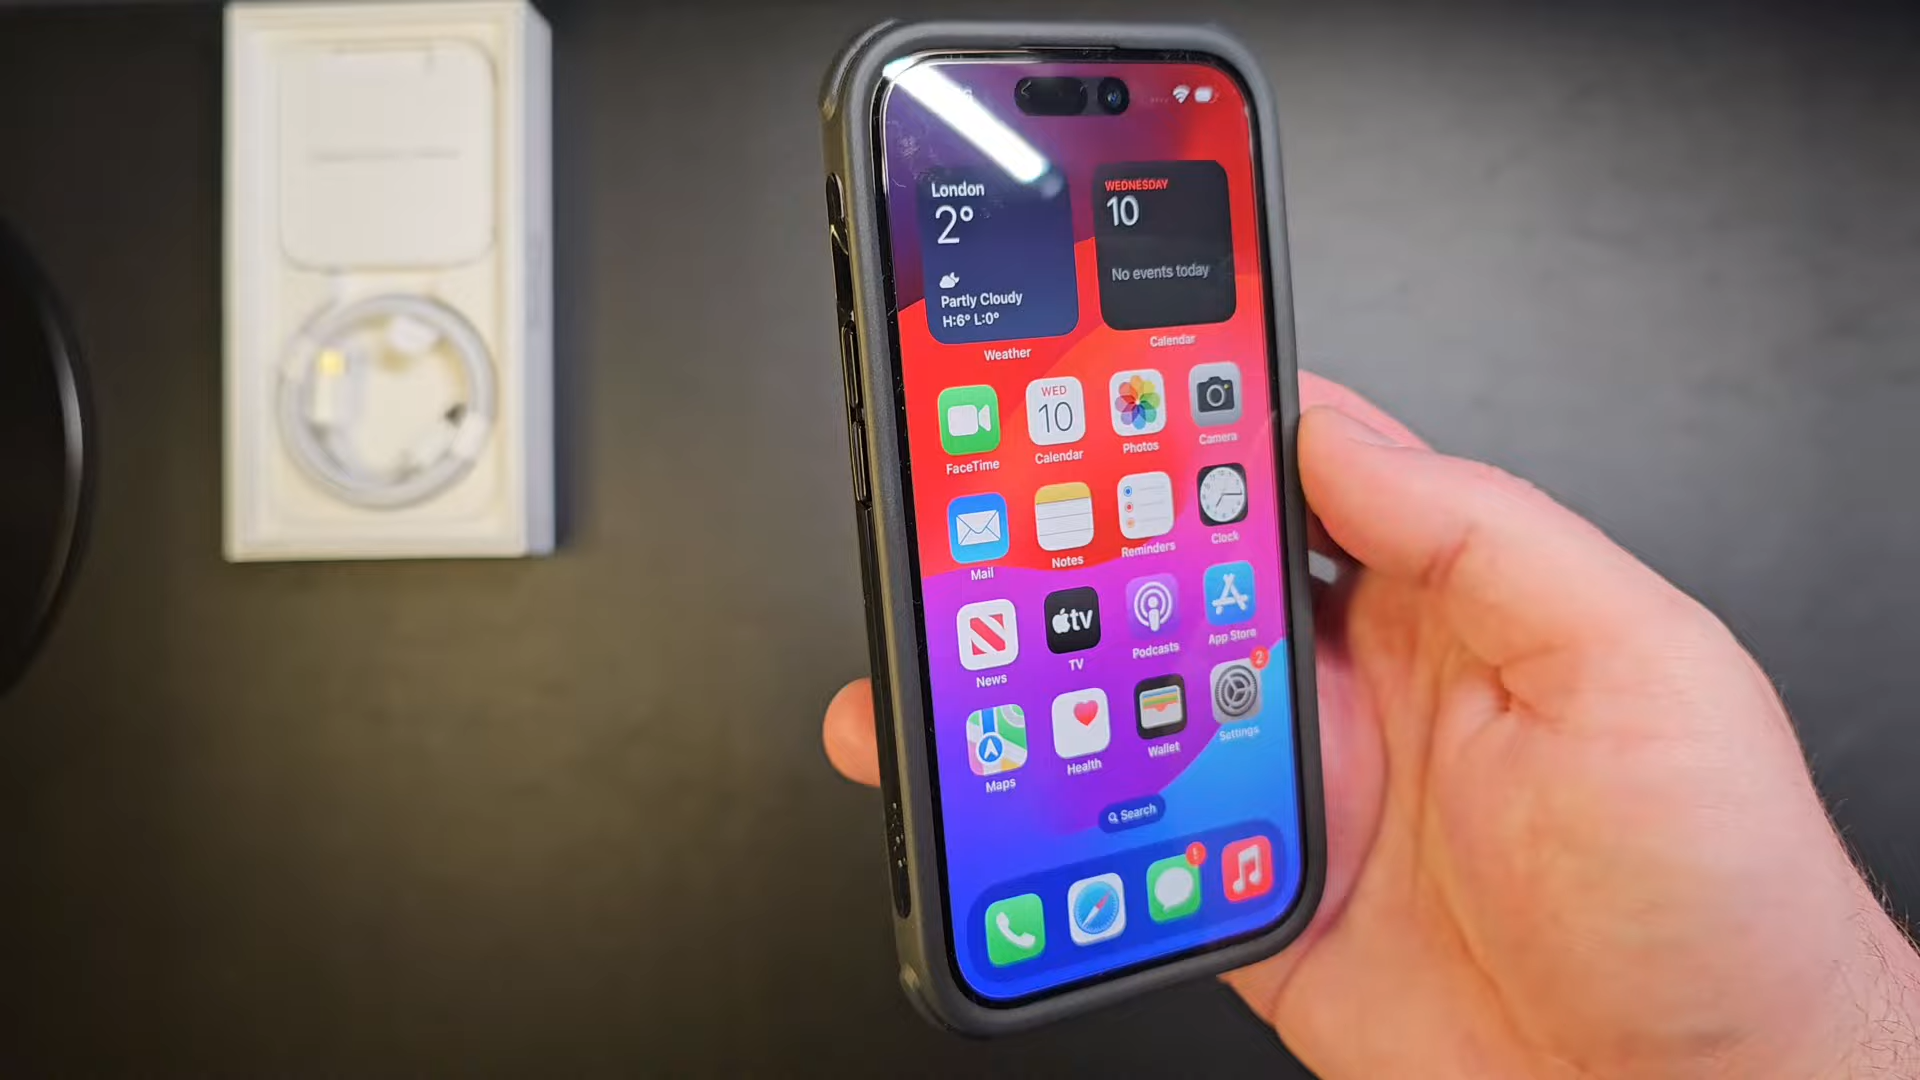 London
2°
Partly Cloudy
H:6° L:0°
Weather
WEDNESDAY
10
No events today
Calendar
FaceTime
WED
10
Calendar
Photos
Camera
Mail
Notes
Reminders
Clock
News
tv
TV
Podcasts
App Store
Maps
Health
Wallet
2
Settings
Search
1